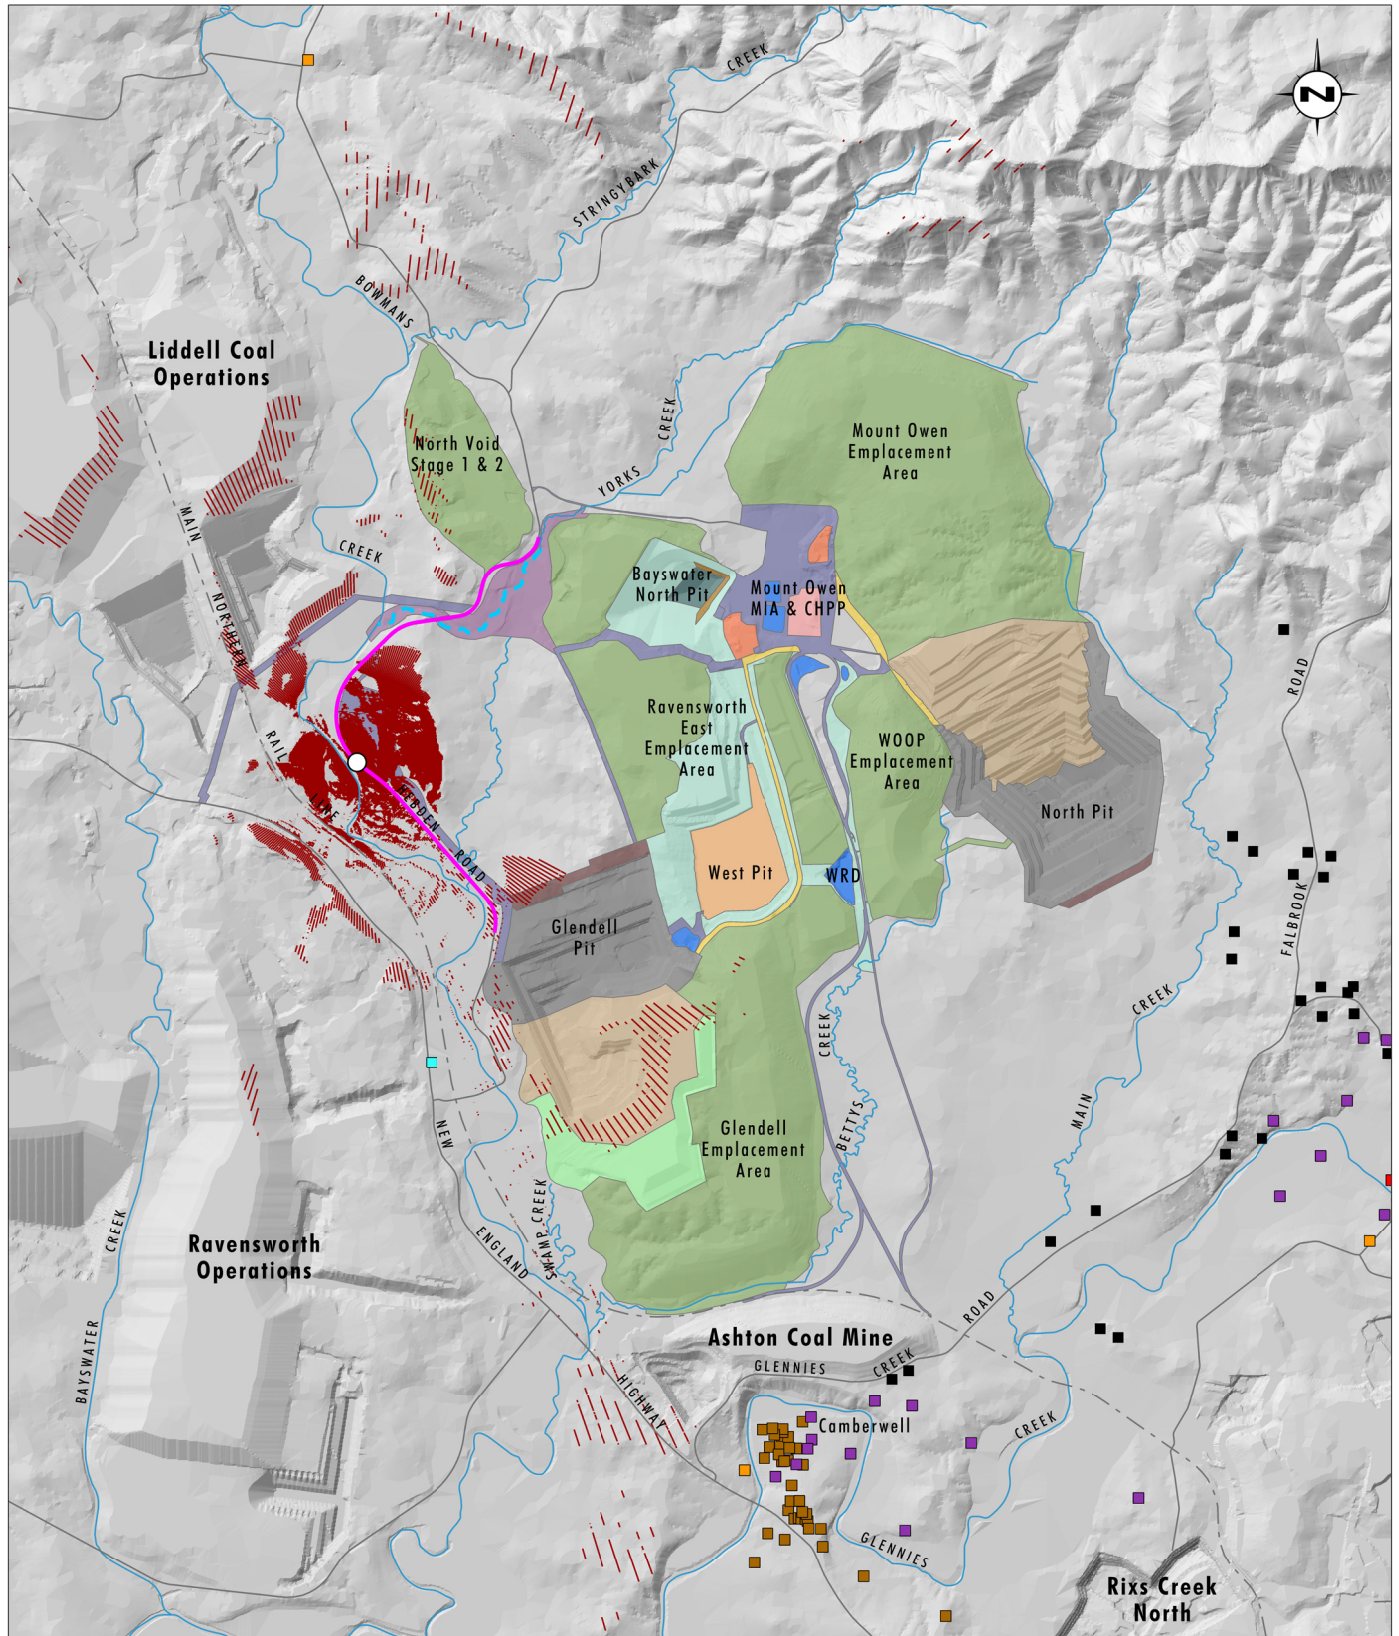 CREEK
N
STRINGYBARK
BOWMANS
Liddell Coal
Operations
CREEK
North Void
Stage 1 & 2
Mount Owen
Emplacement
Area
YORKS
MAIN
CREEK
Bayswater
North Pit
Mount Owen
MIA & CHPP
NORTHERN
ROAD
Ravensworth
East
Emplacement
Area
RAIL
WOOP
Emplacement
Area
LINE
HEBDEN
North Pit
ROAD
West Pit
WRD
FALBROOK
Glendell
Pit
CREEK
CREEK
MAIN
NEW
BETTYS
Glendell
Emplacement
Area
CREEK
SWAMP CREEK
Ravensworth
Operations
ENGLAND
ROAD
Ashton Coal Mine
BAYSWATER
GLENNIES
CREEK
HIGHWAY
Camberwell
CREEK
GLENNIES
Rixs Creek
North